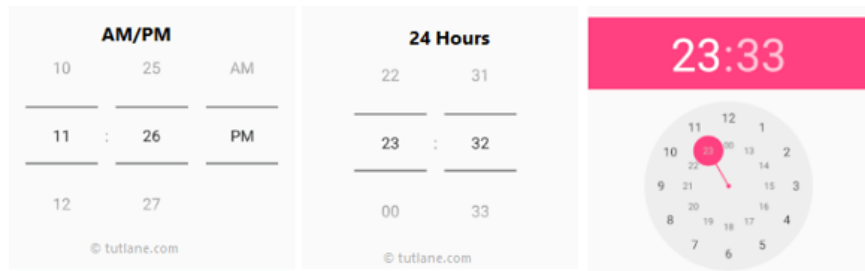 AM/PM
10 25 AM
11 : 26 PM
12 27
© tutlane.com
24 Hours
22 31
23 : 32
00 33
© tutlane.com
23:33
12
11 1
10 23 00 13 2
22 14
9 21 15 3
20 16
8 19 18 17 4
7 5
6